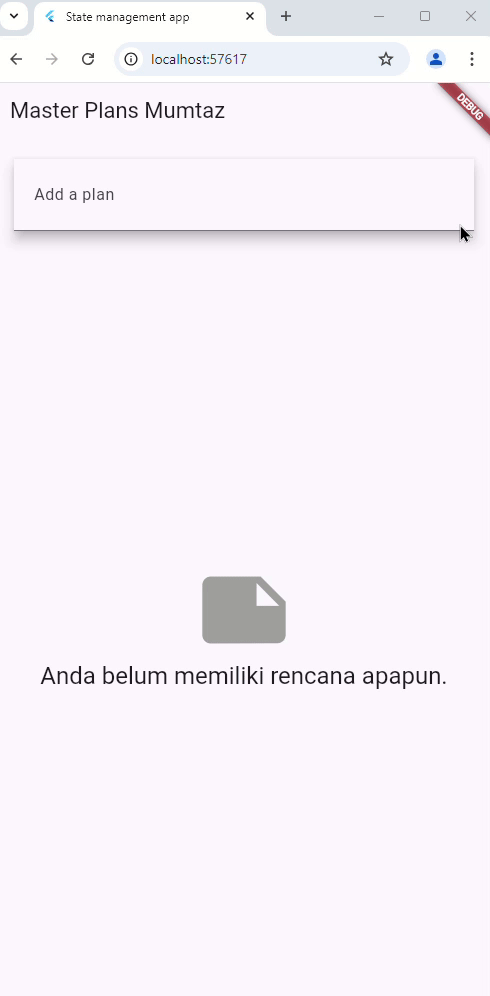 State management app
localhost:57617
DEBUG
Master Plans Mumtaz
Add a plan
Anda belum memiliki rencana apapun.